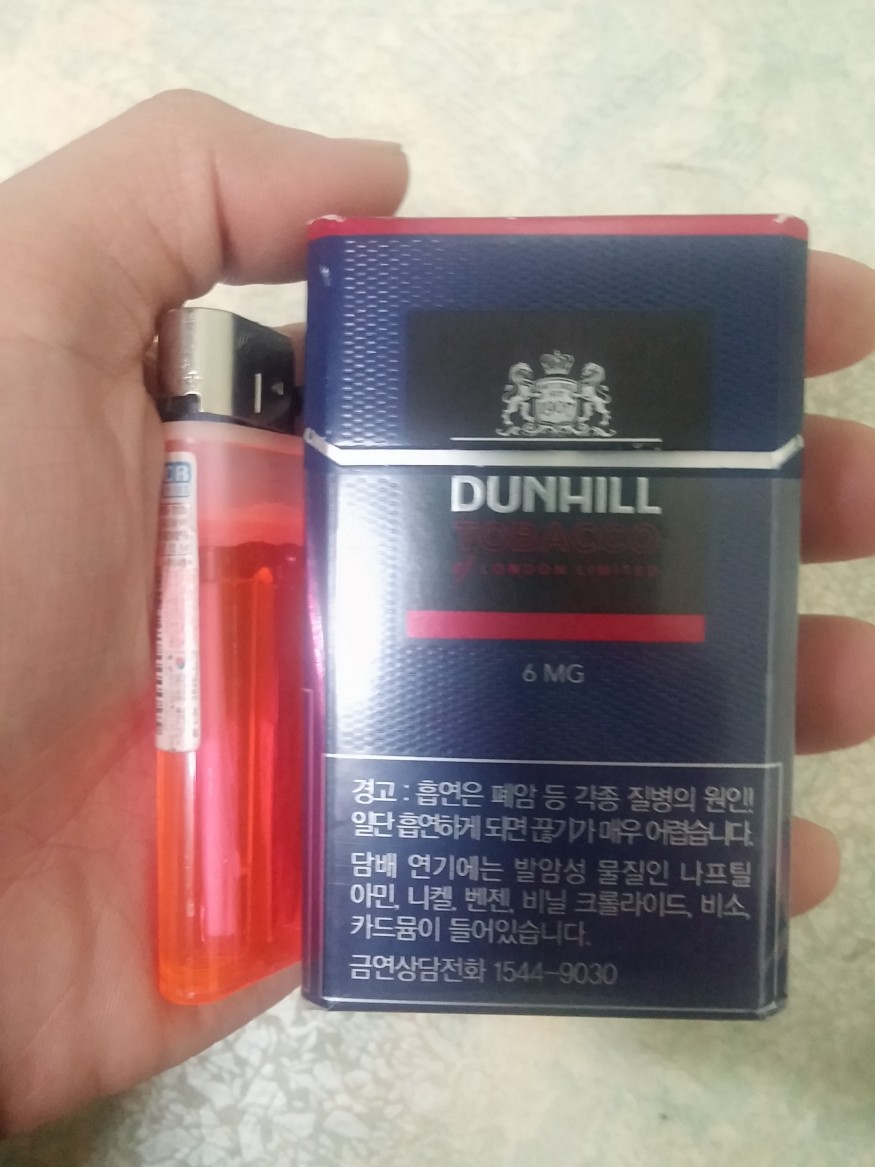 DUNHILL
TOBACCO
of LONDON LIMITED
6 MG
경고 : 흡연은 폐암 등 각종 질병의 원인!
일단 흡연하게 되면 끊기가 매우 어렵습니다.
담배 연기에는 발암성 물질인 나프틸
아민, 니켈, 벤젠, 비닐 크롤라이드, 비소,
카드뮴이 들어있습니다.
금연상담전화 1544-9030